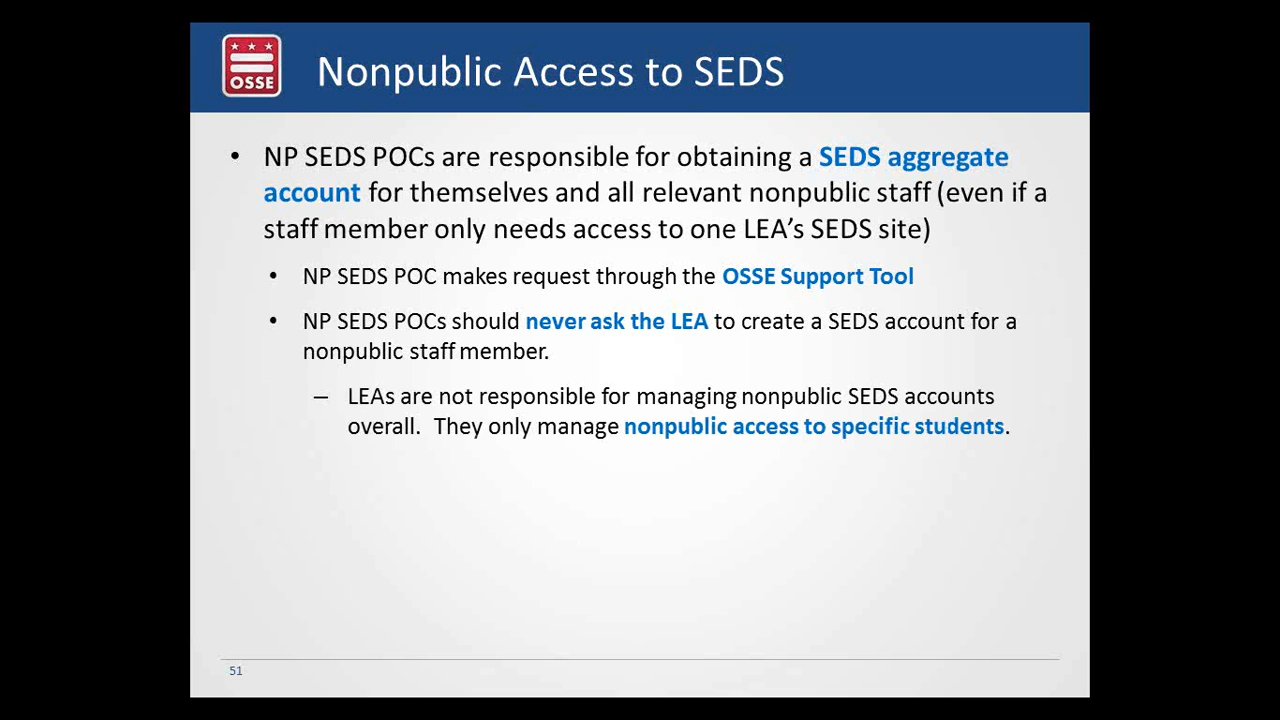 OSSE
Nonpublic Access to SEDS
• NP SEDS POCs are responsible for obtaining a SEDS aggregate
account for themselves and all relevant nonpublic staff (even if a
staff member only needs access to one LEA’s SEDS site)
• NP SEDS POC makes request through the OSSE Support Tool
• NP SEDS POCs should never ask the LEA to create a SEDS account for a
nonpublic staff member.
– LEAs are not responsible for managing nonpublic SEDS accounts
overall.  They only manage nonpublic access to specific students.
51